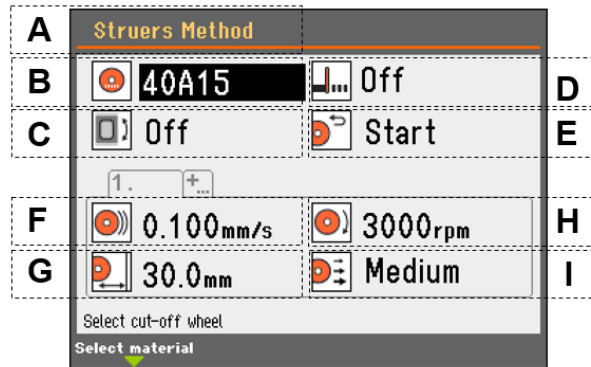 A Struers Method
B 40A15 Off D
C Off Start E
1. +...
F 0.100mm/s 3000rpm H
G 30.0mm Medium I
Select cut-off wheel
Select material